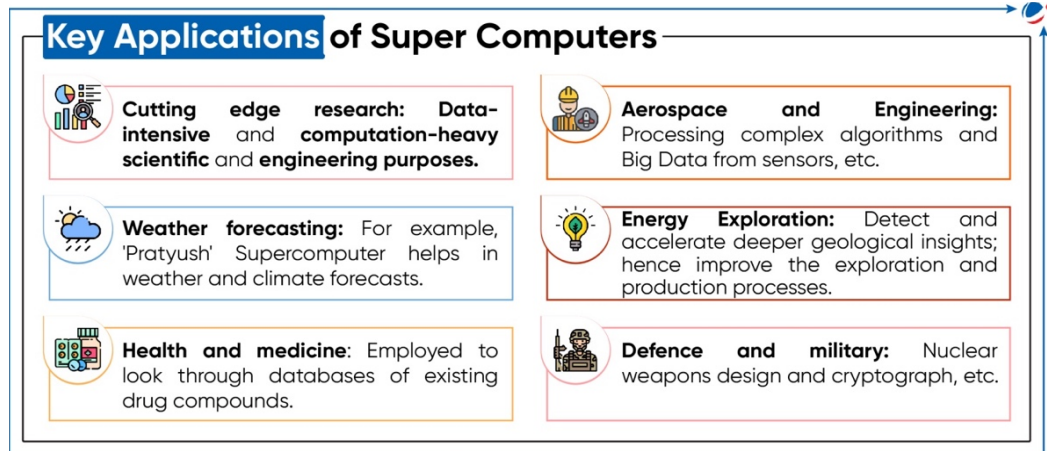 Key Applications of Super Computers
Cutting edge research: Data-
intensive and computation-heavy
scientific and engineering purposes.
Aerospace and Engineering:
Processing complex algorithms and
Big Data from sensors, etc.
Weather forecasting: For example,
'Pratyush' Supercomputer helps in
weather and climate forecasts.
Energy Exploration: Detect and
accelerate deeper geological insights;
hence improve the exploration and
production processes.
Health and medicine: Employed to
look through databases of existing
drug compounds.
Defence and military: Nuclear
weapons design and cryptograph, etc.